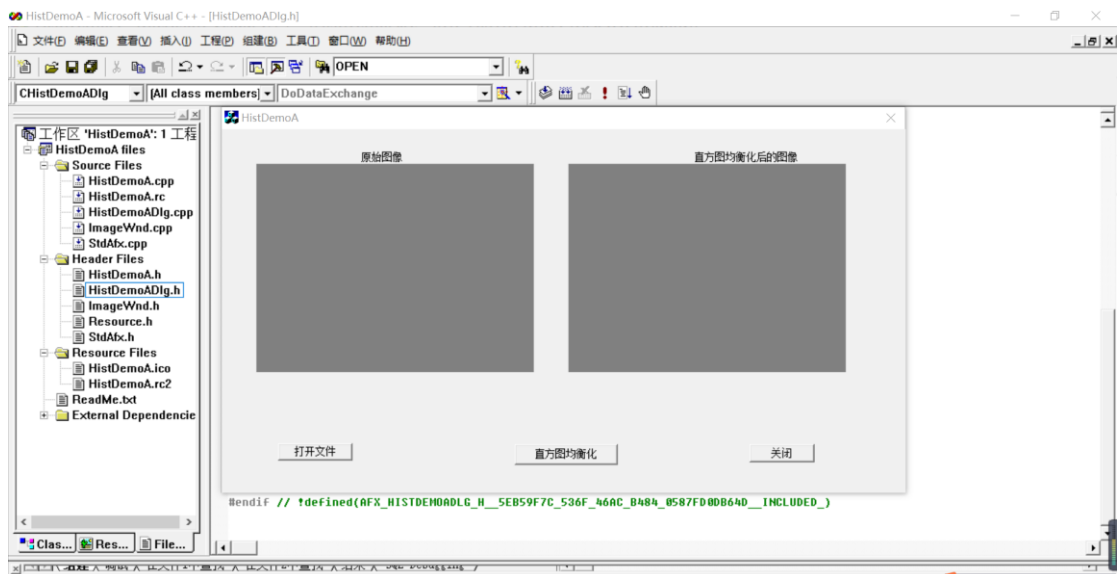 HistDemoA - Microsoft Visual C++ - [HistDemoADlg.h]
文件(F) 编辑(E) 查看(V) 插入(I) 工程(P) 组建(B) 工具(T) 窗口(W) 帮助(H)
OPEN
CHistDemoADlg [All class members] DoDataExchange
工作区 'HistDemoA': 1 工程
HistDemoA files
Source Files
HistDemoA.cpp
HistDemoA.rc
HistDemoADlg.cpp
ImageWnd.cpp
StdAfx.cpp
Header Files
HistDemoA.h
HistDemoADlg.h
ImageWnd.h
Resource.h
StdAfx.h
Resource Files
HistDemoA.ico
HistDemoA.rc2
ReadMe.txt
External Dependencie
Clas... Res... File...
HistDemoA
原始图像 直方图均衡化后的图像
打开文件 直方图均衡化 关闭
#endif // !defined(AFX_HISTDEMOADLG_H__5EB59F7C_536F_46AC_B484_0587FD0DB64D__INCLUDED_)